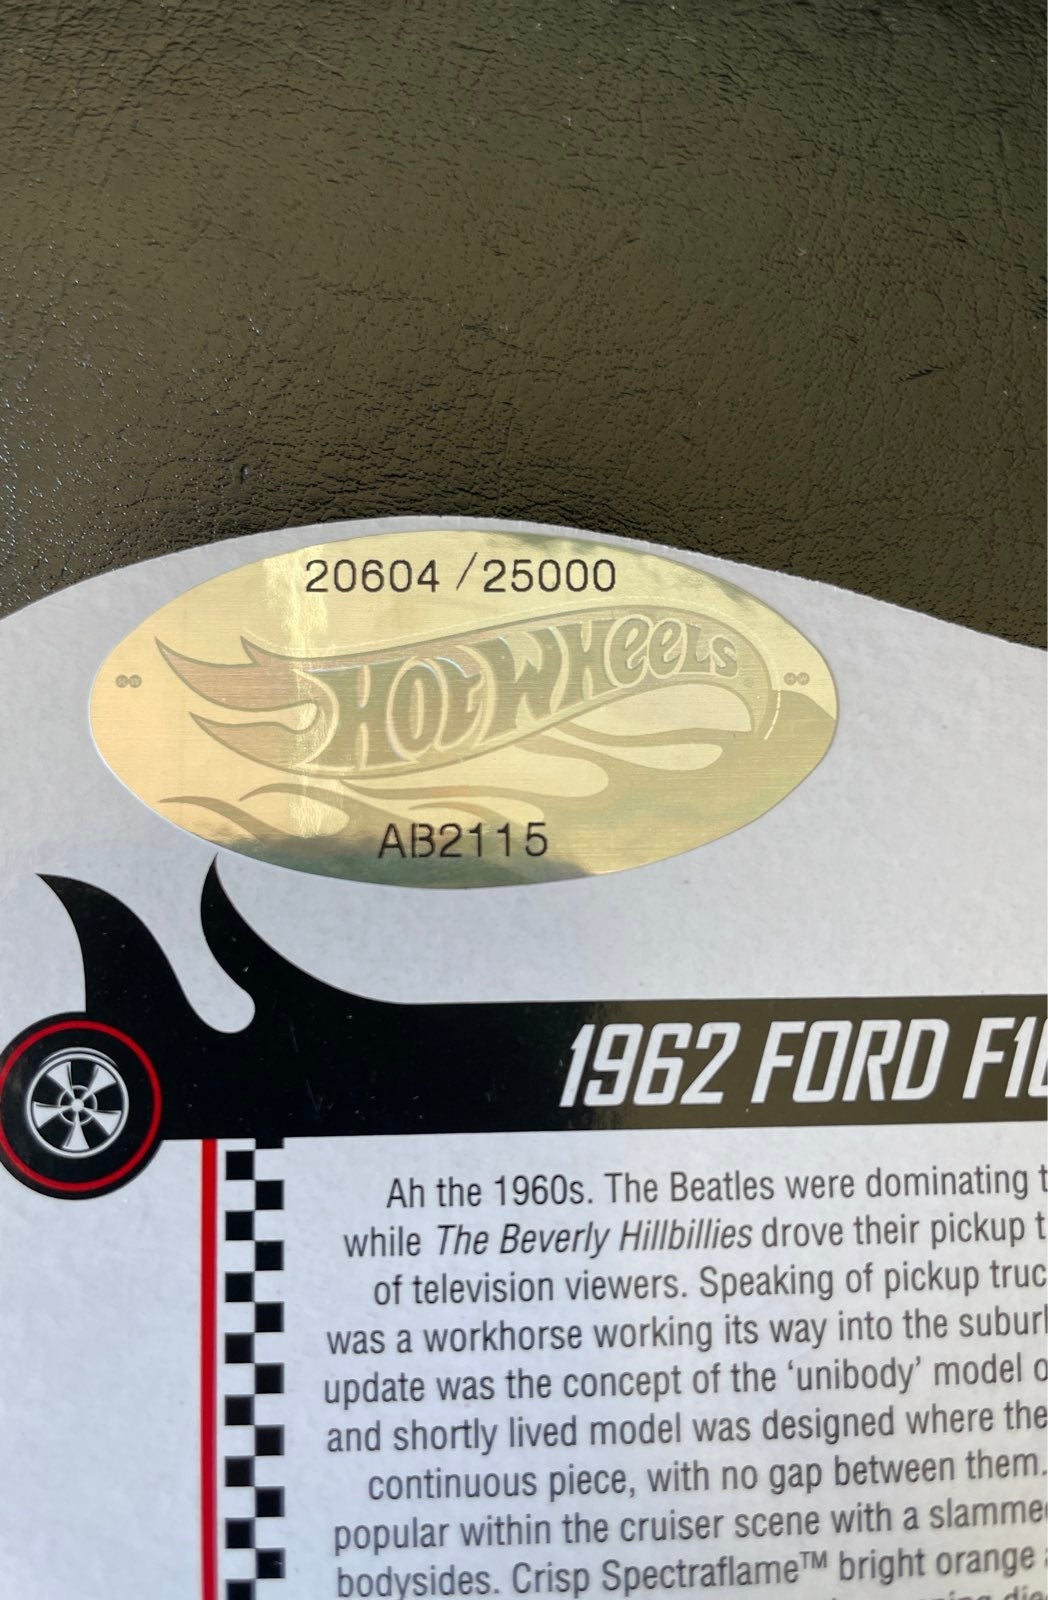 20604 / 25000
HOT WHEELS
AB2115
1962 FORD
Ah the 1960s. The Beatles were dominating
while The Beverly Hillbillies drove their pickup
of television viewers. Speaking of pickup
was a workhorse working its way into the
update was the concept of the ‘unibody’ model
and shortly lived model was designed where the
continuous piece, with no gap between them.
popular within the cruiser scene with a
bodysides. Crisp Spectraflame™ bright orange